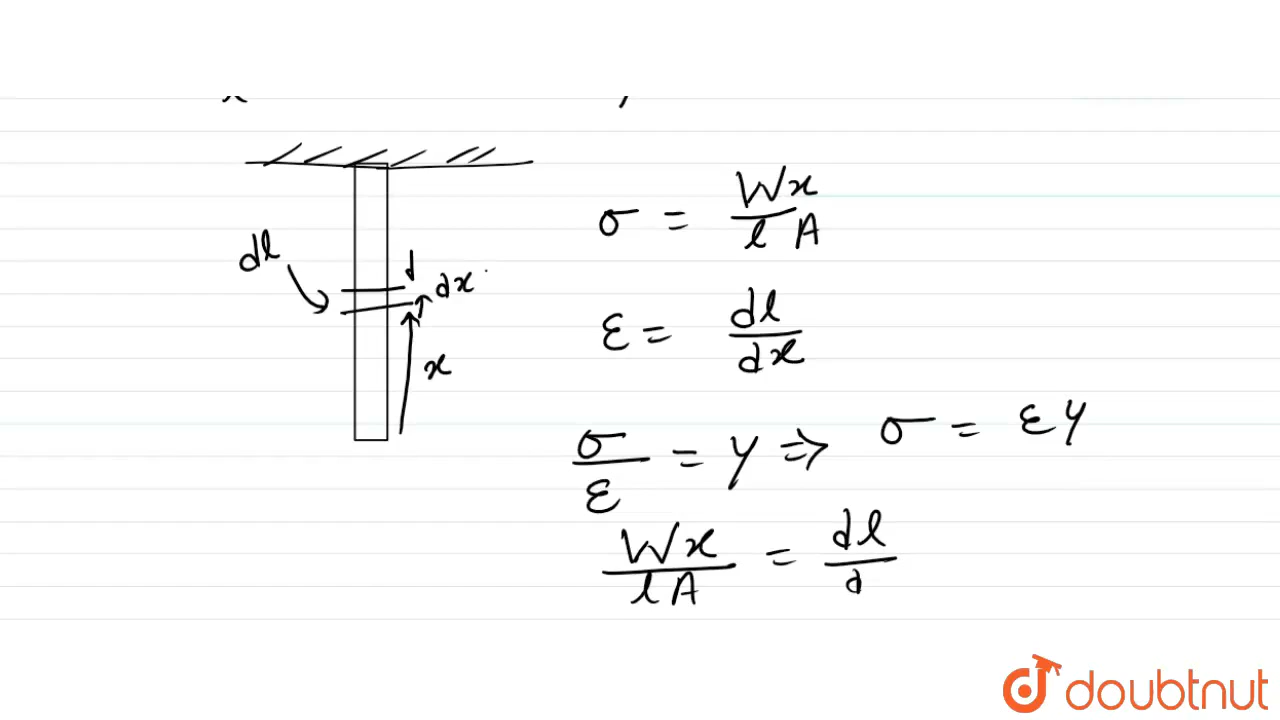 σ = Wx / lA
dl
d
dx
ε = dl / dx
x
σ / ε = Y ⇒ σ = εY
Wx / lA = dl / d
doubtnut